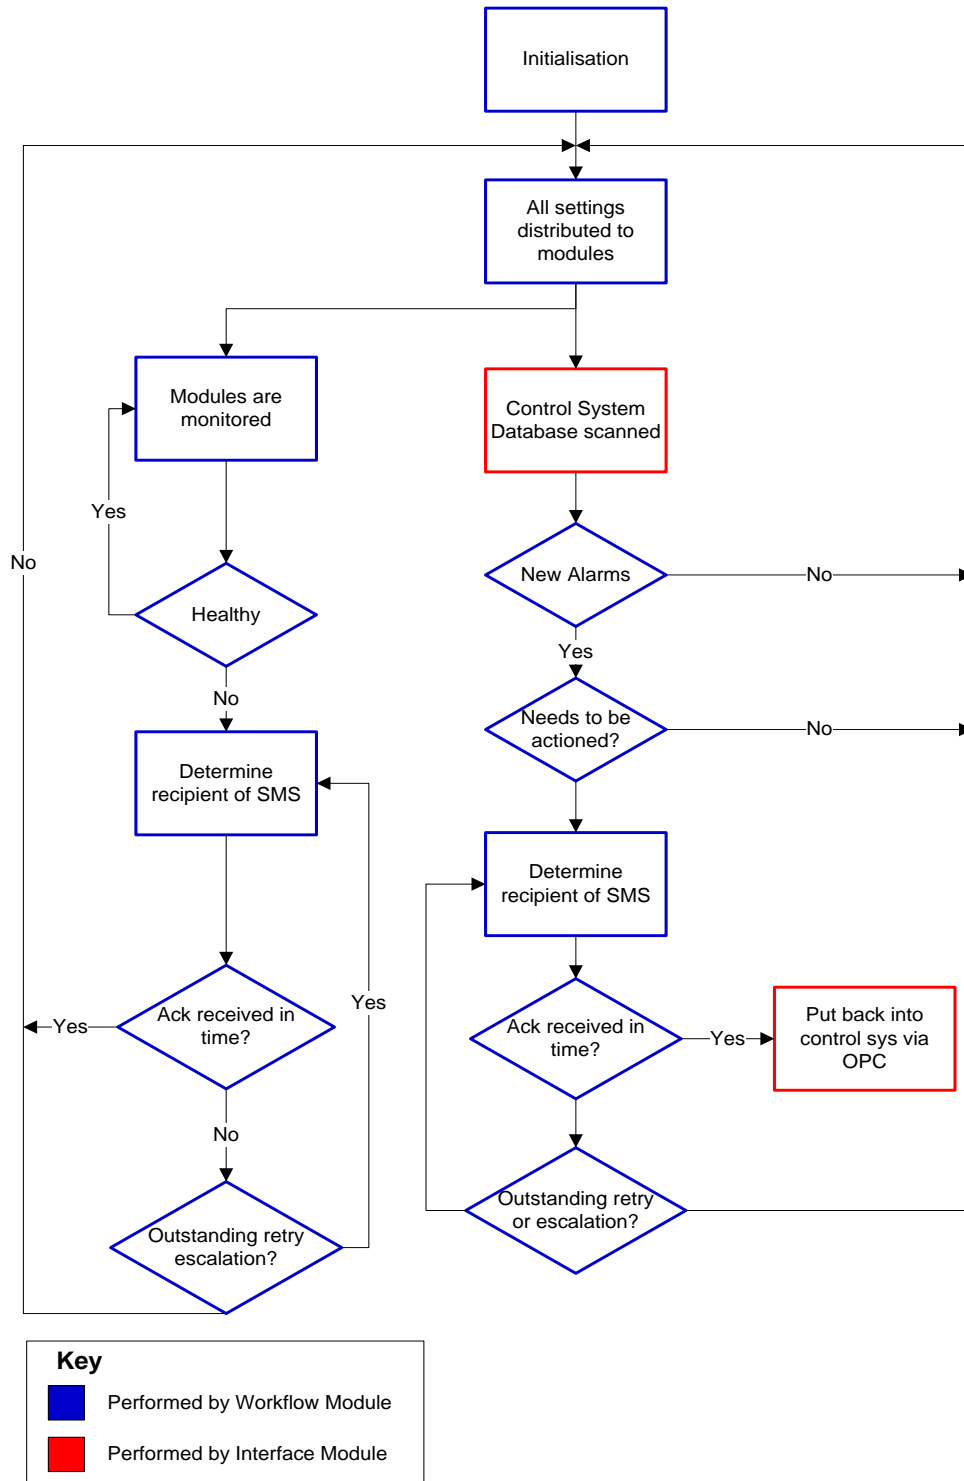 Initialisation
All settings
distributed to
modules
Modules are
monitored
Control System
Database scanned
Yes
No
New Alarms
No
Healthy
Yes
No
Needs to be
actioned?
No
Determine
recipient of SMS
Determine
recipient of SMS
Yes
Ack received in
time?
Yes
Ack received in
time?
Yes
Put back into
control sys via
OPC
No
Outstanding retry
escalation?
Outstanding retry
or escalation?
Key
Performed by Workflow Module
Performed by Interface Module